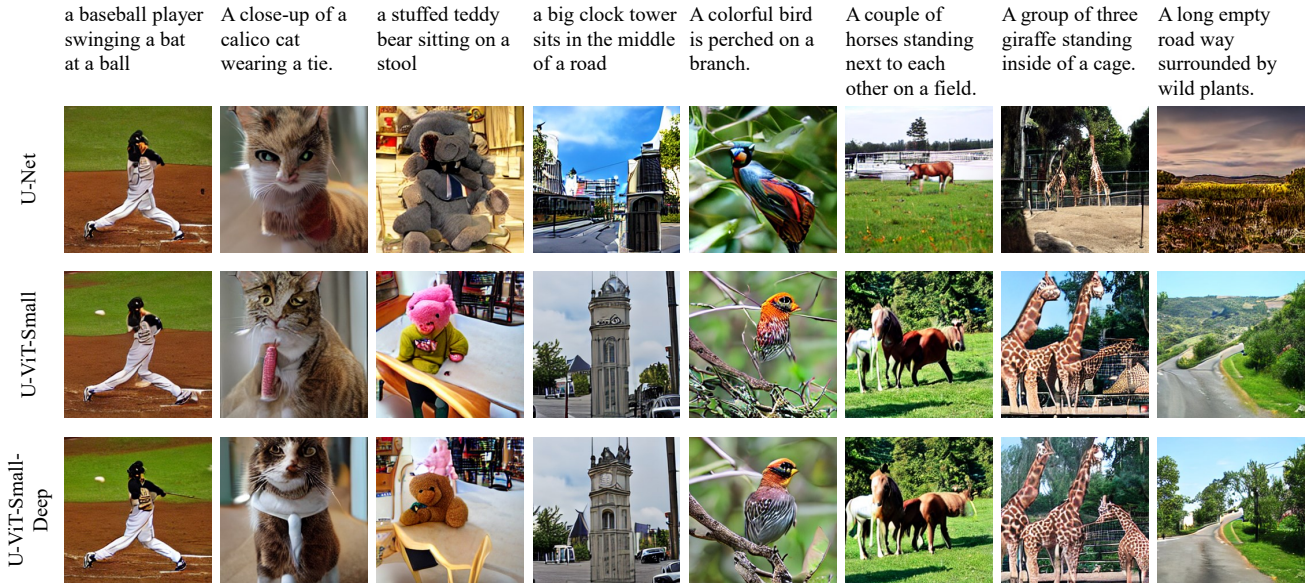 a baseball player
swinging a bat
at a ball
A close-up of a
calico cat
wearing a tie.
a stuffed teddy
bear sitting on a
stool
a big clock tower
sits in the middle
of a road
A colorful bird
is perched on a
branch.
A couple of
horses standing
next to each
other on a field.
A group of three
giraffe standing
inside of a cage.
A long empty
road way
surrounded by
wild plants.
U-Net
U-ViT-Small
U-ViT-Small-
Deep